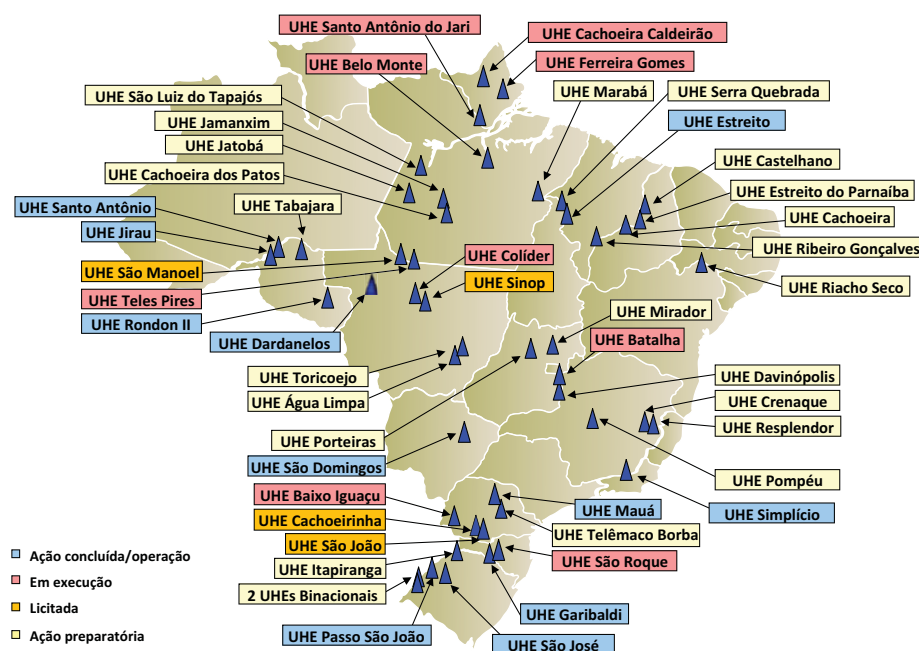 UHE Santo Antônio do Jari
UHE Cachoeira Caldeirão
UHE Belo Monte
UHE Ferreira Gomes
UHE São Luiz do Tapajós
UHE Marabá
UHE Serra Quebrada
UHE Jamanxim
UHE Estreito
UHE Jatobá
UHE Castelhano
UHE Cachoeira dos Patos
UHE Estreito do Parnaíba
UHE Santo Antônio
UHE Tabajara
UHE Cachoeira
UHE Jirau
UHE Ribeiro Gonçalves
UHE São Manoel
UHE Colíder
UHE Riacho Seco
UHE Sinop
UHE Teles Pires
UHE Mirador
UHE Rondon II
UHE Batalha
UHE Dardanelos
UHE Toricoejo
UHE Davinópolis
UHE Água Limpa
UHE Crenaque
UHE Resplendor
UHE Porteiras
UHE São Domingos
UHE Pompéu
UHE Baixo Iguaçu
UHE Mauá
UHE Simplício
UHE Cachoeirinha
UHE Telêmaco Borba
UHE São João
UHE São Roque
UHE Itapiranga
2 UHEs Binacionais
UHE Garibaldi
UHE Passo São João
UHE São José
Ação concluída/operação
Em execução
Licitada
Ação preparatória